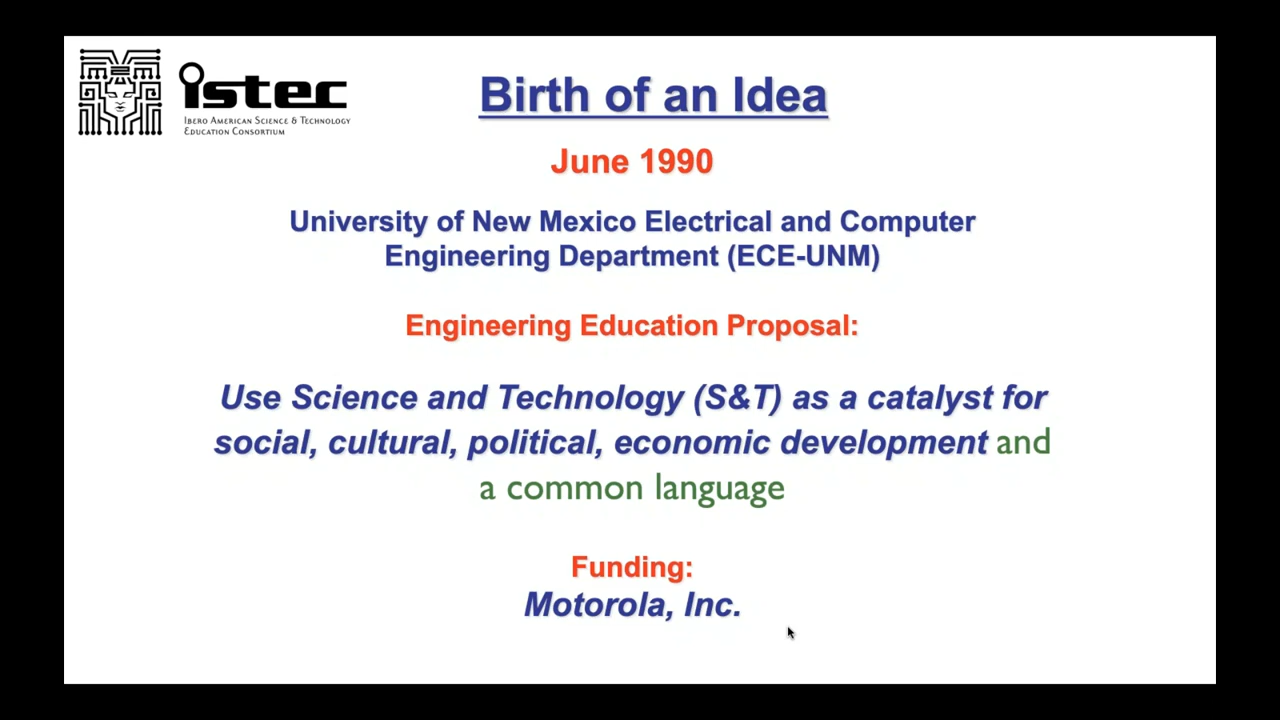 istec
Ibero American Science & Technology
Education Consortium
Birth of an Idea
June 1990
University of New Mexico Electrical and Computer
Engineering Department (ECE-UNM)
Engineering Education Proposal:
Use Science and Technology (S&T) as a catalyst for
social, cultural, political, economic development and
a common language
Funding:
Motorola, Inc.